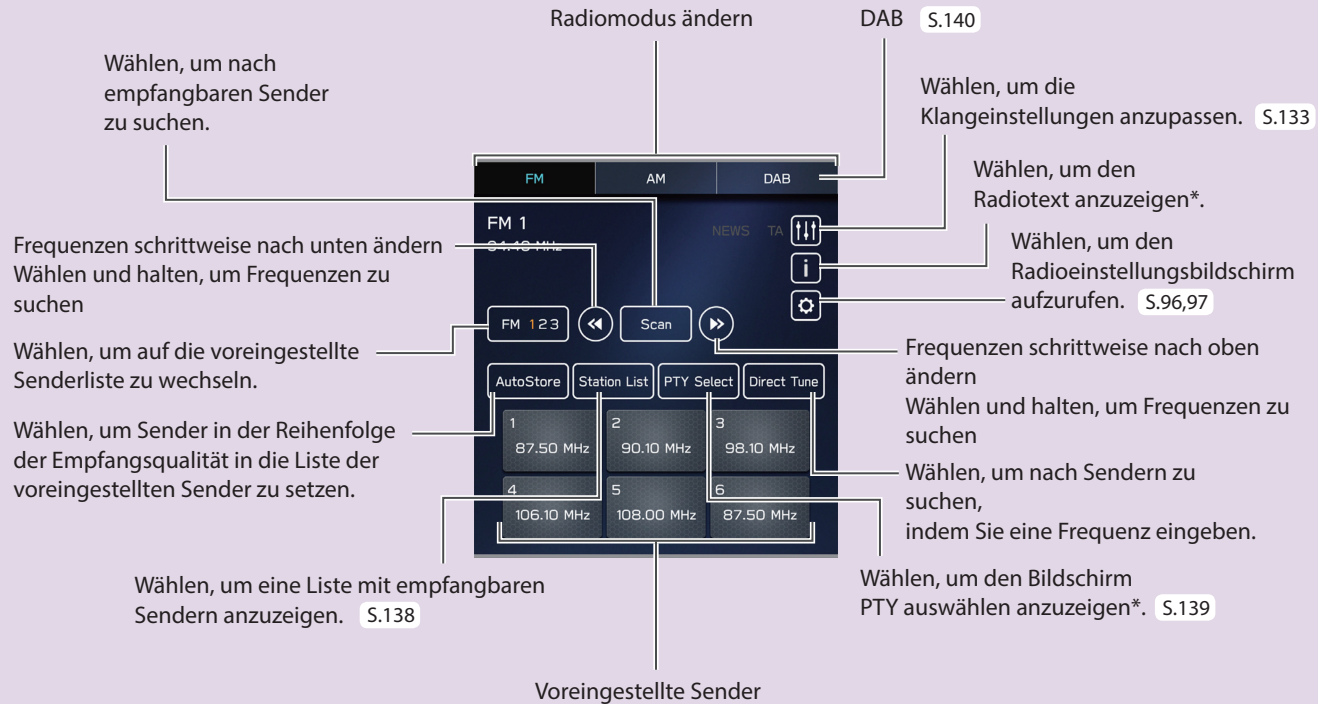 Radiomodus ändern
DAB S.140
Wählen, um nach
empfangbaren Sender
zu suchen.
Wählen, um die
Klangeinstellungen anzupassen. S.133
Wählen, um den
Radiotext anzuzeigen*.
Wählen, um den
Radioeinstellungsbildschirm
aufzurufen. S.96,97
FM AM DAB
FM 1
NEWS TA
MHz
i
Frequenzen schrittweise nach unten ändern
Wählen und halten, um Frequenzen zu
suchen
FM 123 Scan
Wählen, um auf die voreingestellte
Senderliste zu wechseln.
Frequenzen schrittweise nach oben
ändern
Wählen und halten, um Frequenzen zu
suchen
AutoStore Station List PTY Select Direct Tune
Wählen, um Sender in der Reihenfolge
der Empfangsqualität in die Liste der
voreingestellten Sender zu setzen.
1 2 3
87.50 MHz 90.10 MHz 98.10 MHz
4 5 6
106.10 MHz 108.00 MHz 87.50 MHz
Wählen, um nach Sendern zu
suchen,
indem Sie eine Frequenz eingeben.
Wählen, um eine Liste mit empfangbaren
Sendern anzuzeigen. S.138
Wählen, um den Bildschirm
PTY auswählen anzuzeigen*. S.139
Voreingestellte Sender